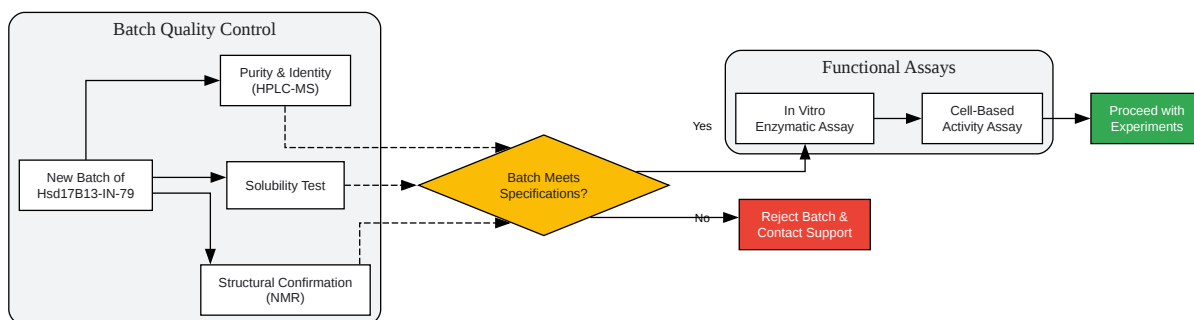 Batch Quality Control
Purity & Identity
(HPLC-MS)
New Batch of
Hsd17B13-IN-79
Solubility Test
Structural Confirmation
(NMR)
Batch Meets
Specifications?
Yes
No
Functional Assays
In Vitro
Enzymatic Assay
Cell-Based
Activity Assay
Proceed with
Experiments
Reject Batch &
Contact Support